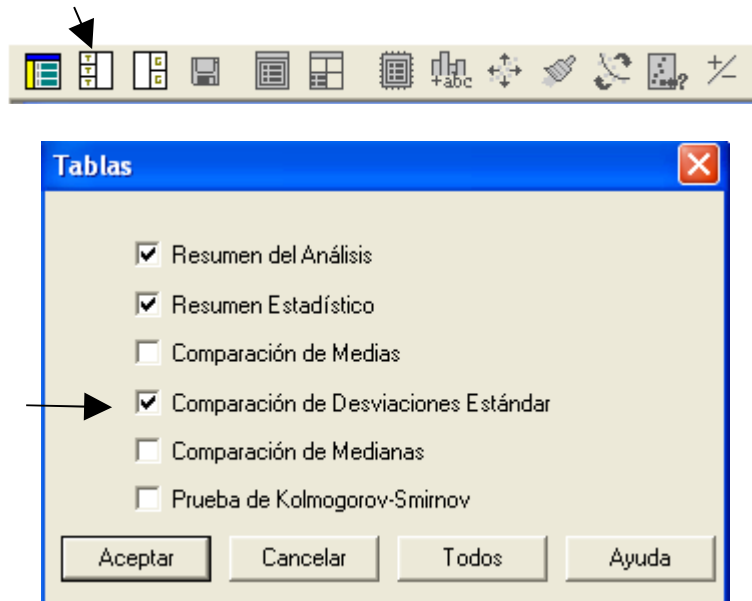 +abc
?
+/-
Tablas
Resumen del Análisis
Resumen Estadístico
Comparación de Medias
Comparación de Desviaciones Estándar
Comparación de Medianas
Prueba de Kolmogorov-Smirnov
Aceptar Cancelar Todos Ayuda